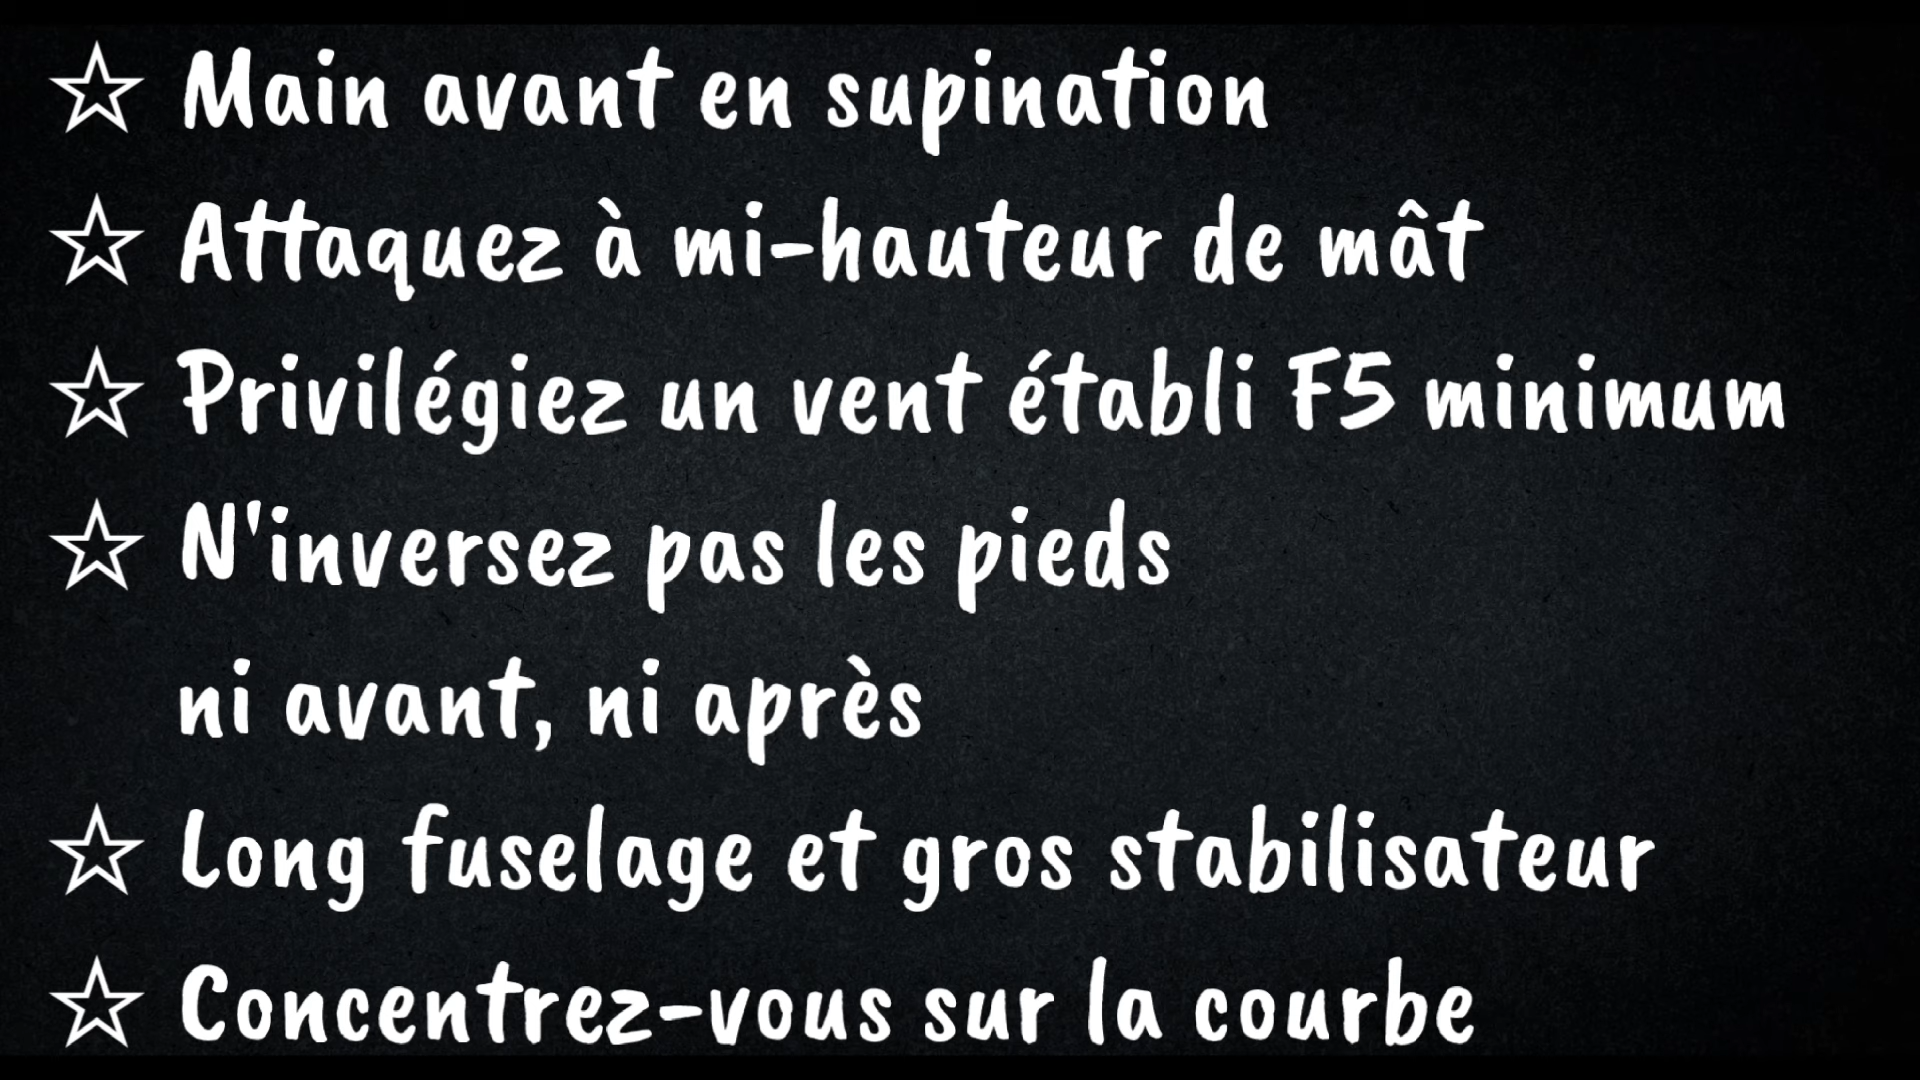 ☆ Main avant en supination
☆ Attaquez à mi-hauteur de mât
☆ Privilégiez un vent établi F5 minimum
☆ N'inversez pas les pieds
ni avant, ni après
☆ Long fuselage et gros stabilisateur
☆ Concentrez-vous sur la courbe